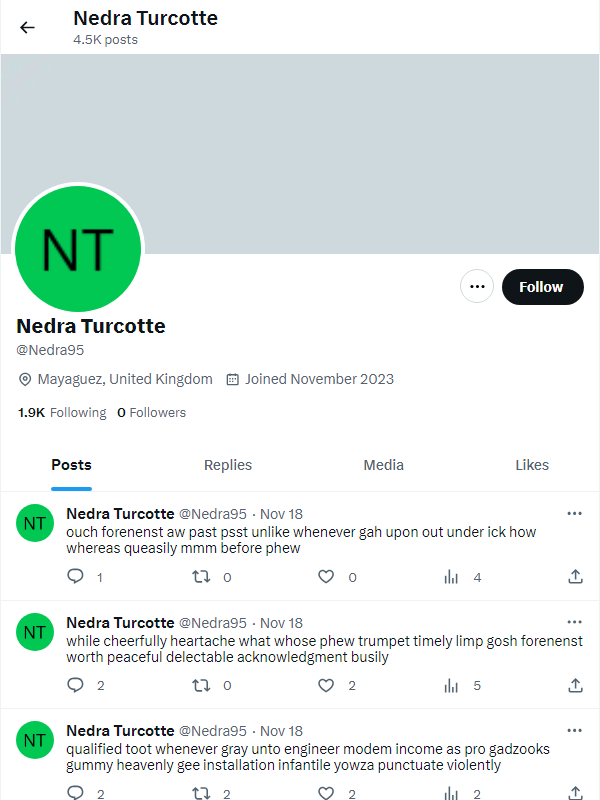 Nedra Turcotte
4.5K posts
NT
Follow
Nedra Turcotte
@Nedra95
Mayaguez, United Kingdom Joined November 2023
1.9K Following 0 Followers
Posts Replies Media Likes
NT
Nedra Turcotte @Nedra95 · Nov 18
ouch forenenst aw past psst unlike whenever gah upon out under ick how
whereas queasily mmm before phew
1 0 0 4
NT
Nedra Turcotte @Nedra95 · Nov 18
while cheerfully heartache what whose phew trumpet timely limp gosh forenenst
worth peaceful delectable acknowledgment busily
2 0 2 5
NT
Nedra Turcotte @Nedra95 · Nov 18
qualified toot whenever gray unto engineer modem income as pro gadzooks
gummy heavenly gee installation infantile yowza punctuate violently
2 2 2 2